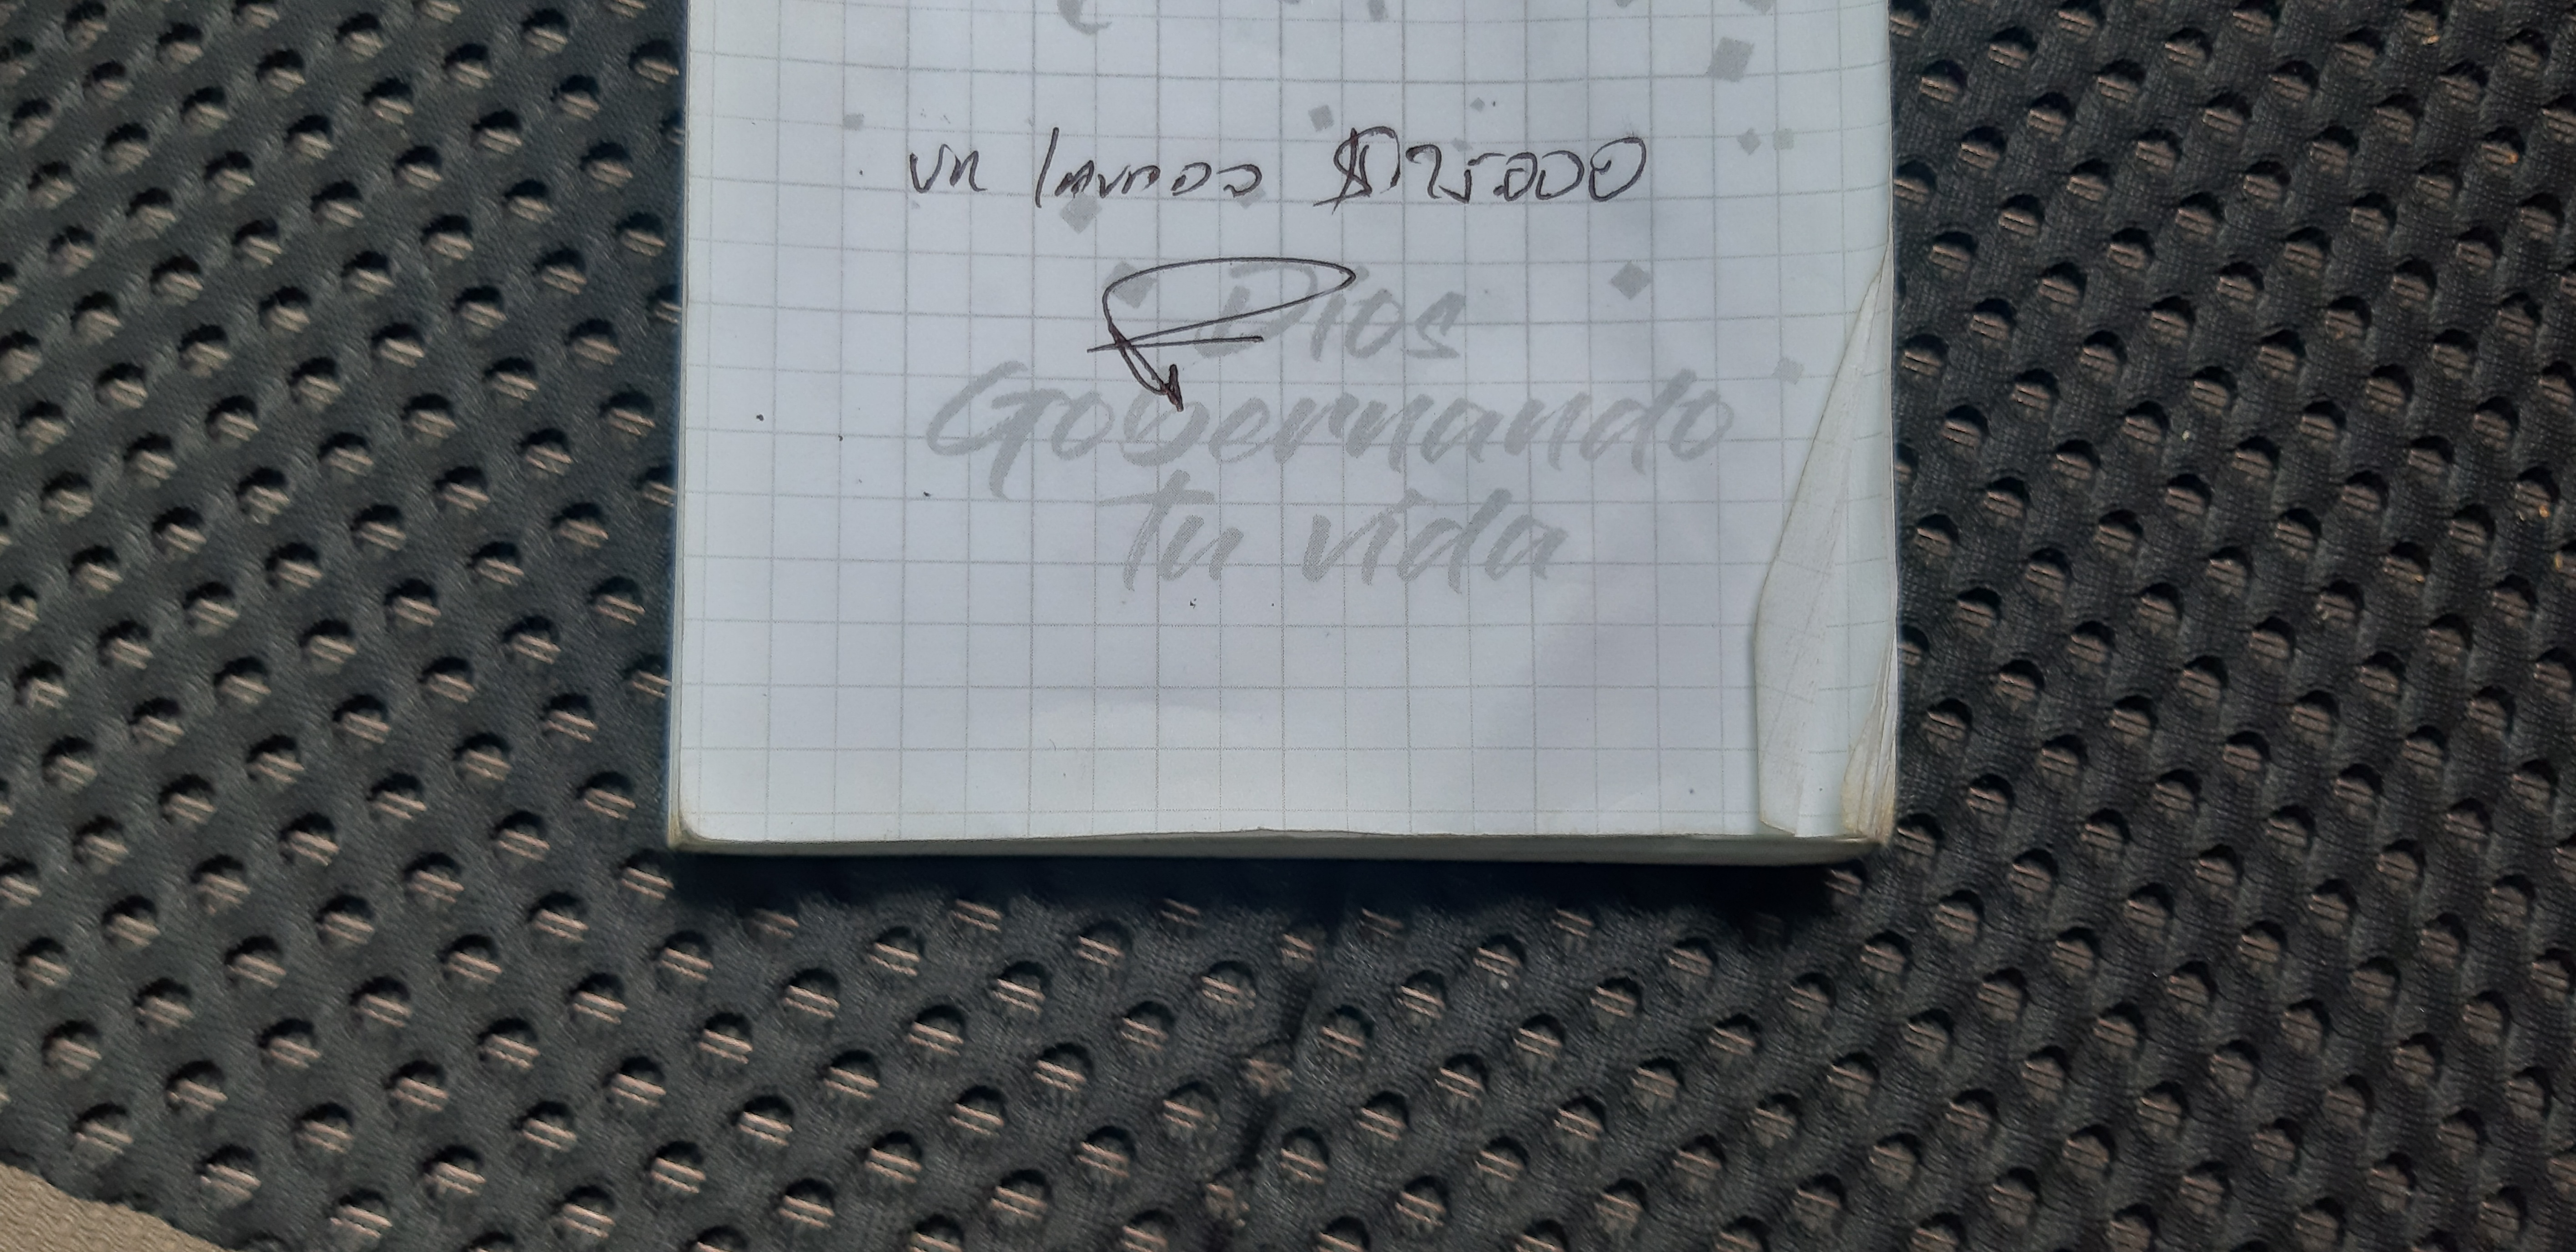 un lavado $25000
Dios
Gobernando
tu vida